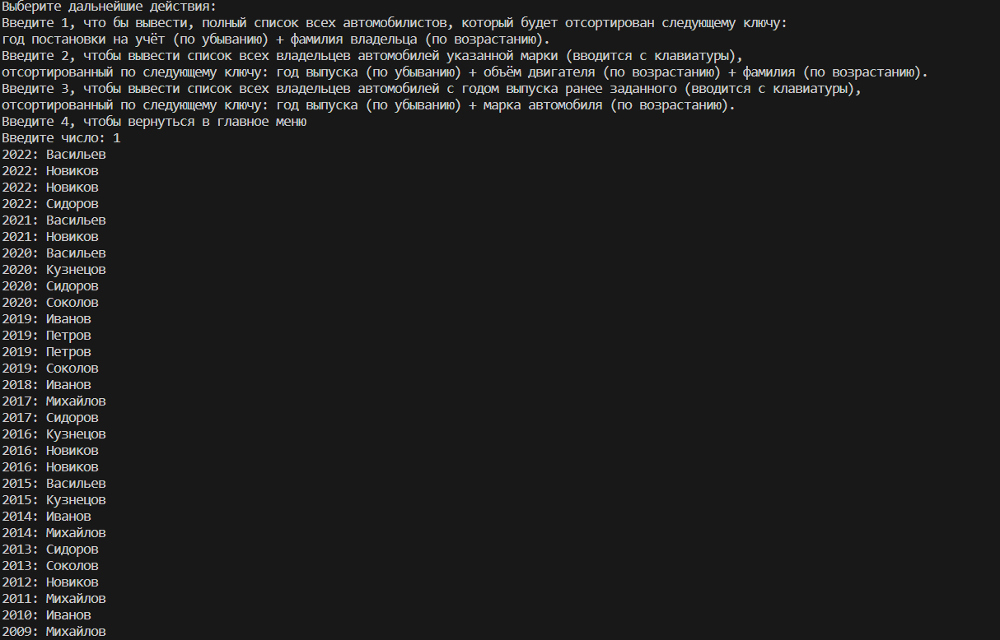 Выберите дальнейшие действия:
Введите 1, что бы вывести, полный список всех автомобилистов, который будет отсортирован следующему ключу:
год постановки на учёт (по убыванию) + фамилия владельца (по возрастанию).
Введите 2, чтобы вывести список всех владельцев автомобилей указанной марки (вводится с клавиатуры),
отсортированный по следующему ключу: год выпуска (по убыванию) + объём двигателя (по возрастанию) + фамилия (по возрастанию).
Введите 3, чтобы вывести список всех владельцев автомобилей с годом выпуска ранее заданного (вводится с клавиатуры),
отсортированный по следующему ключу: год выпуска (по убыванию) + марка автомобиля (по возрастанию).
Введите 4, чтобы вернуться в главное меню
Введите число: 1
2022: Васильев
2022: Новиков
2022: Новиков
2022: Сидоров
2021: Васильев
2021: Новиков
2020: Васильев
2020: Кузнецов
2020: Сидоров
2020: Соколов
2019: Иванов
2019: Петров
2019: Петров
2019: Соколов
2018: Иванов
2017: Михайлов
2017: Сидоров
2016: Кузнецов
2016: Новиков
2016: Новиков
2015: Васильев
2015: Кузнецов
2014: Иванов
2014: Михайлов
2013: Сидоров
2013: Соколов
2012: Новиков
2011: Михайлов
2010: Иванов
2009: Михайлов